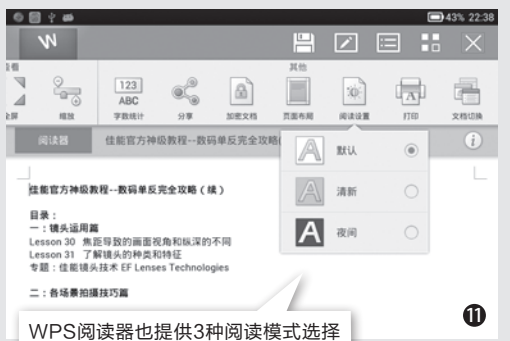 43% 22:38
W
其他
缩放
123
ABC
字数统计
分享
加密文档
页面布局
阅读设置
打印
文档切换
阅读器
佳能官方神级教程--数码单反完全攻略
默认
清新
夜间
佳能官方神级教程--数码单反完全攻略(续)
目录:
一:镜头运用篇
Lesson 30 焦距导致的画面视角和纵深的不同
Lesson 31 了解镜头的种类和特征
专题:佳能镜头技术 EF Lenses Technologies
二:各场景拍摄技巧篇
WPS阅读器也提供3种阅读模式选择
⑪